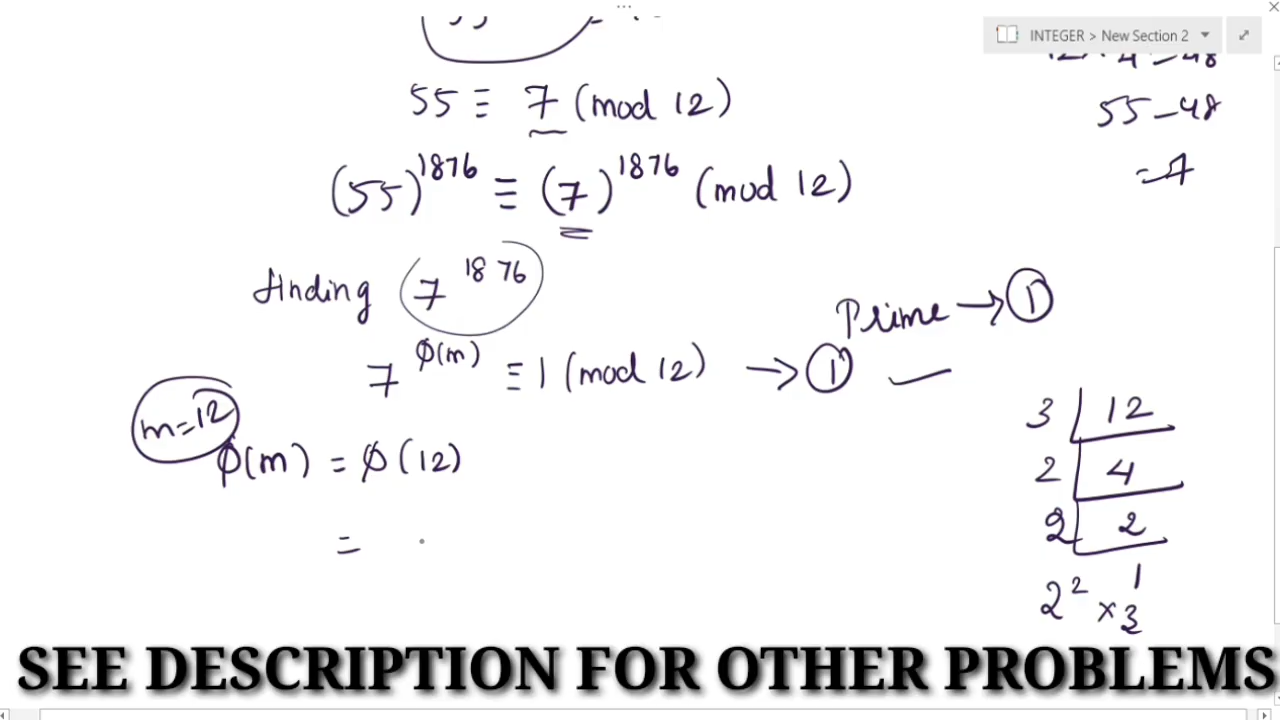 INTEGER > New Section 2
55 ≡ 7 (mod 12)
55 - 48
= 7
(55)^1876 ≡ (7)^1876 (mod 12)
finding 7^1876
Prime → ①
7^φ(m) ≡ 1 (mod 12) → ①
m=12
φ(m) = φ(12)
=
3 | 12
2 | 4
2 | 2
1
2² × 3
SEE DESCRIPTION FOR OTHER PROBLEMS